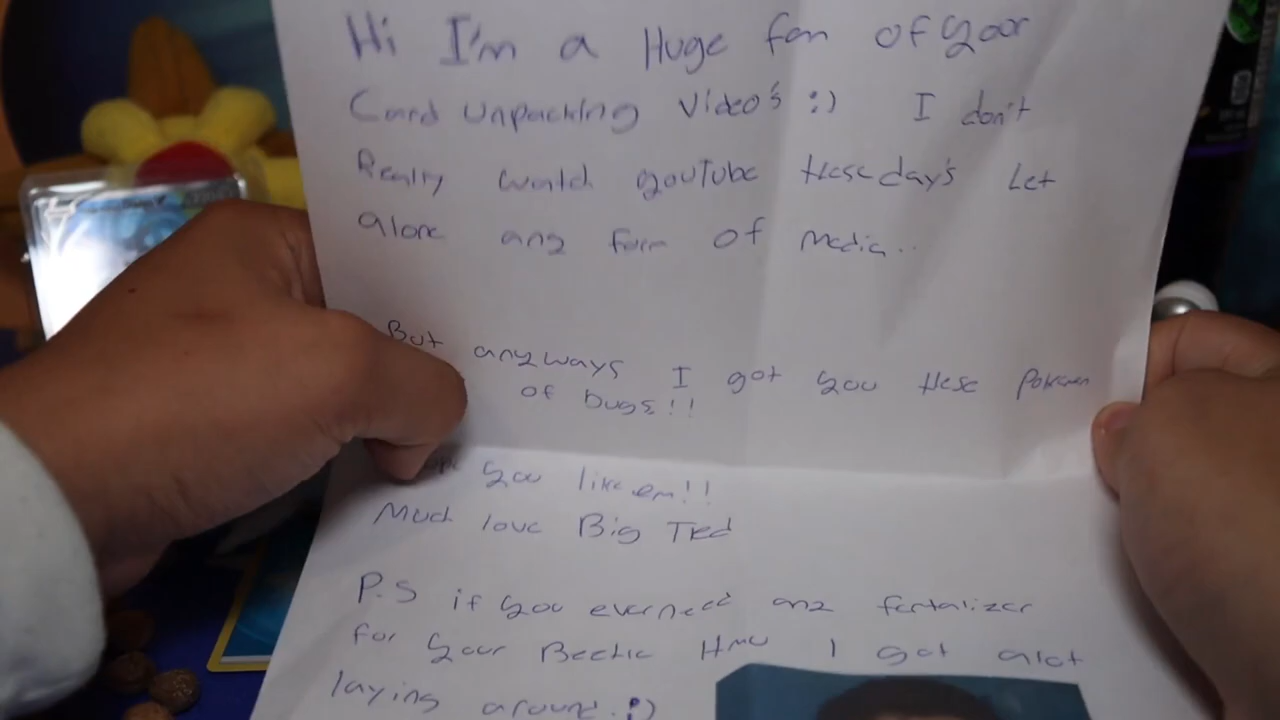 Hi I'm a Huge fan of your
Card Unpacking Video's :) I don't
Really watch youTube these day's Let
alone any form of media..
But anyways I got you these Pokemon
of bugs!!
you like em!!
Much love Big TRed
P.S if you ever need any fertalizer
for your Beetle HMU I got alot
laying around :)